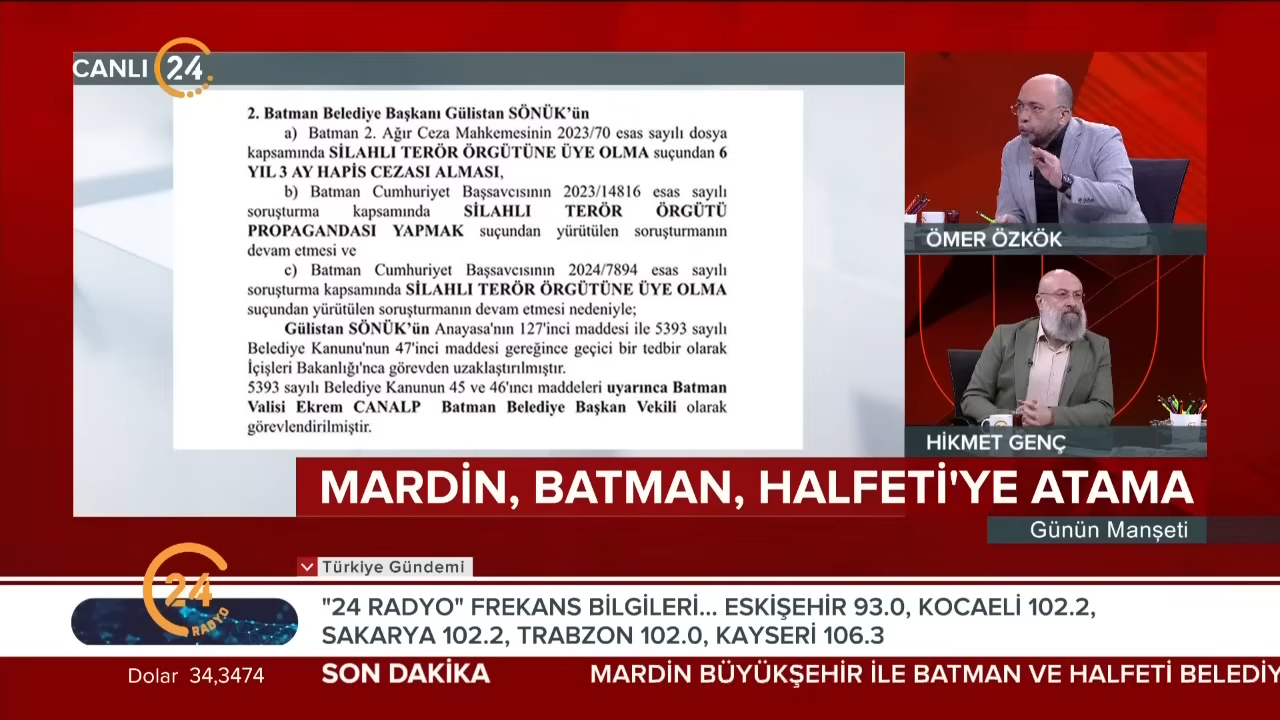 CANLI 24
2. Batman Belediye Başkanı Gülistan SÖNÜK’ün
a) Batman 2. Ağır Ceza Mahkemesinin 2023/70 esas sayılı dosya
kapsamında SİLAHLI TERÖR ÖRGÜTÜNE ÜYE OLMA suçundan 6
YIL 3 AY HAPİS CEZASI ALMASI,
b) Batman Cumhuriyet Başsavcısının 2023/14816 esas sayılı
soruşturma kapsamında SİLAHLI TERÖR ÖRGÜTÜ
PROPAGANDASI YAPMAK suçundan yürütülen soruşturmanın
devam etmesi ve
c) Batman Cumhuriyet Başsavcısının 2024/7894 esas sayılı
soruşturma kapsamında SİLAHLI TERÖR ÖRGÜTÜNE ÜYE OLMA
suçundan yürütülen soruşturmanın devam etmesi nedeniyle;
Gülistan SÖNÜK’ün Anayasa'nın 127'inci maddesi ile 5393 sayılı
Belediye Kanunu'nun 47'inci maddesi gereğince geçici bir tedbir olarak
İçişleri Bakanlığı'nca görevden uzaklaştırılmıştır.
5393 sayılı Belediye Kanunun 45 ve 46'ıncı maddeleri uyarınca Batman
Valisi Ekrem CANALP Batman Belediye Başkan Vekili olarak
görevlendirilmiştir.
ÖMER ÖZKÖK
HİKMET GENÇ
MARDİN, BATMAN, HALFETİ'YE ATAMA
Günün Manşeti
Türkiye Gündemi
24 RADYO
"24 RADYO" FREKANS BİLGİLERİ... ESKİŞEHİR 93.0, KOCAELİ 102.2,
SAKARYA 102.2, TRABZON 102.0, KAYSERİ 106.3
Dolar 34,3474
SON DAKİKA
MARDİN BÜYÜKŞEHİR İLE BATMAN VE HALFETİ BELEDİY